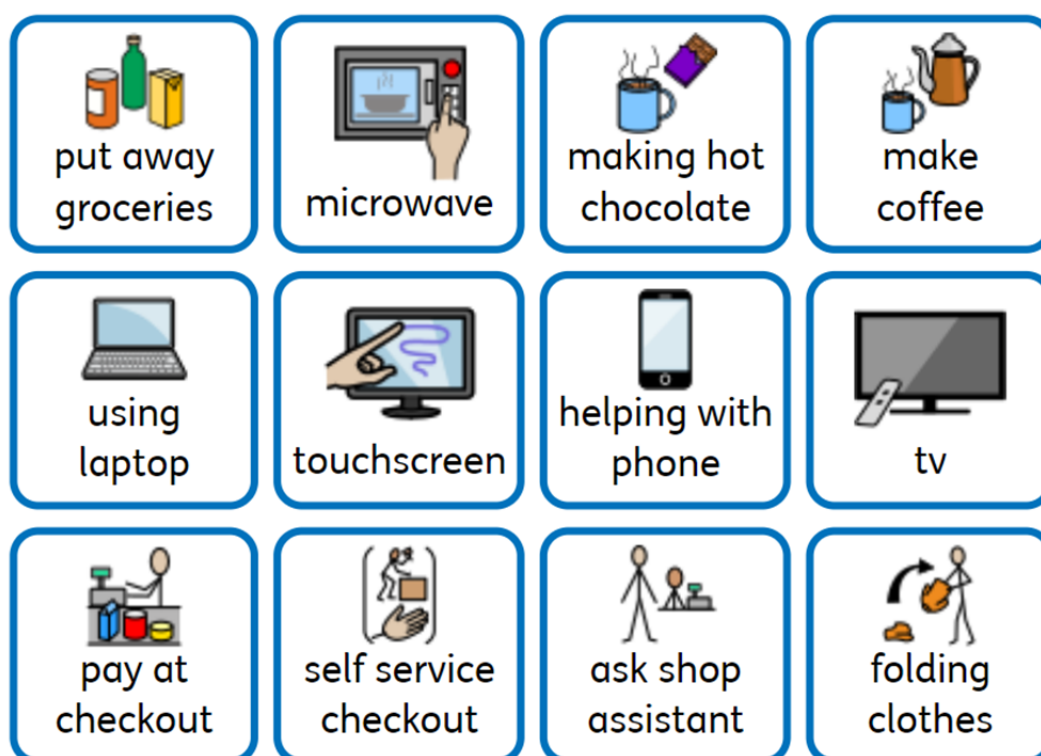 put away
groceries
microwave
making hot
chocolate
make
coffee
using
laptop
touchscreen
helping with
phone
tv
pay at
checkout
self service
checkout
ask shop
assistant
folding
clothes